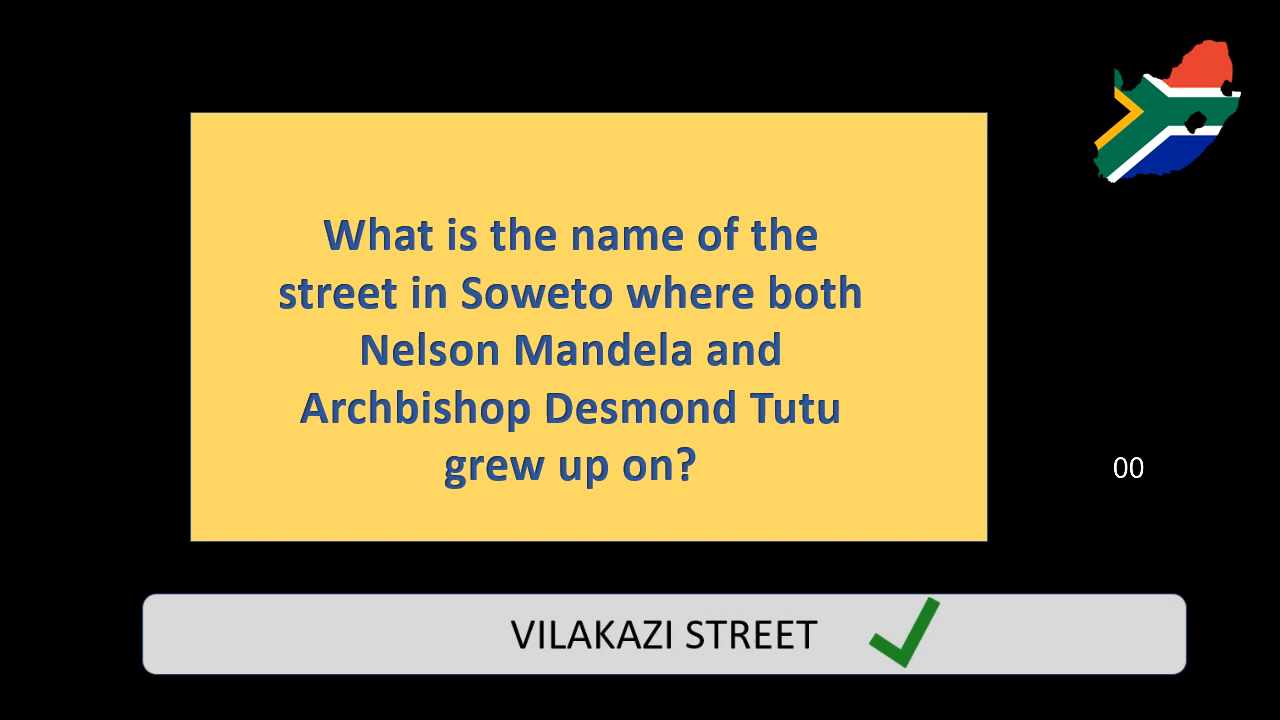 What is the name of the
street in Soweto where both
Nelson Mandela and
Archbishop Desmond Tutu
grew up on?
00
VILAKAZI STREET